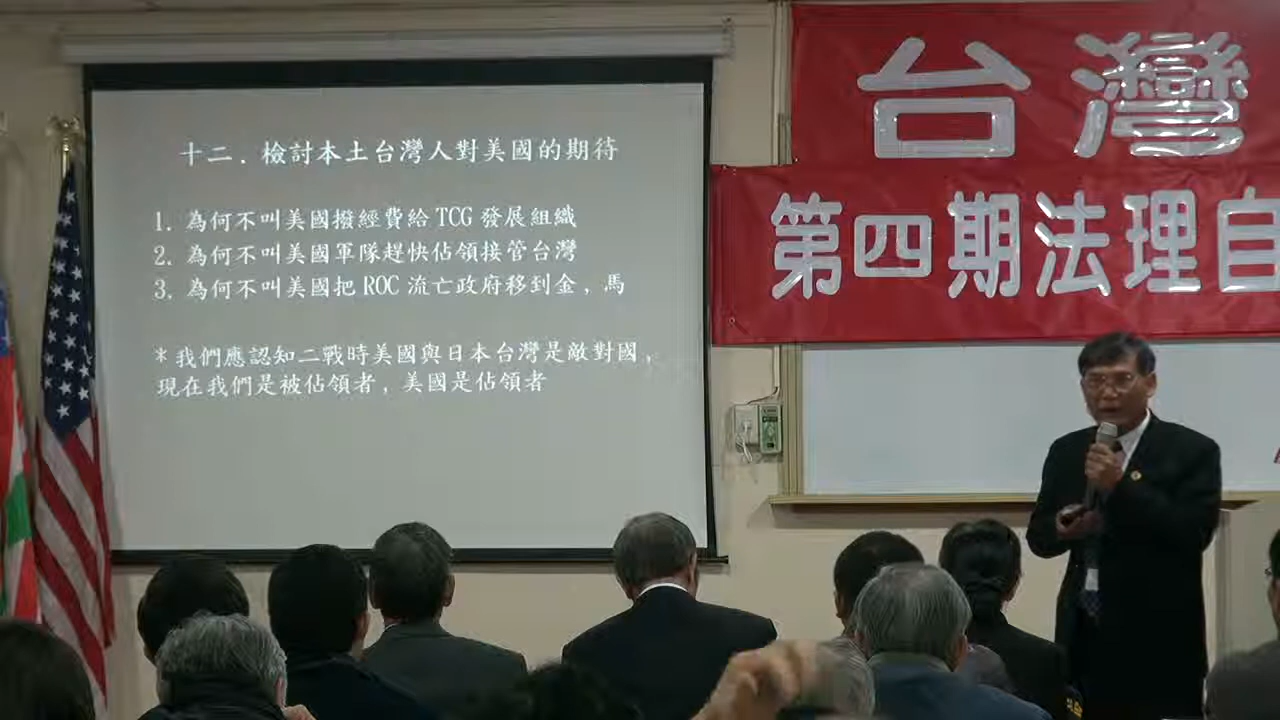 十二．檢討本土台灣人對美國的期待
1. 為何不叫美國撥經費給 TCG 發展組織
2. 為何不叫美國軍隊趕快佔領接管台灣
3. 為何不叫美國把 ROC 流亡政府移到金，馬
*我們應認知二戰時美國與日本台灣是敵對國，
現在我們是被佔領者，美國是佔領者
台灣
第四期法理自